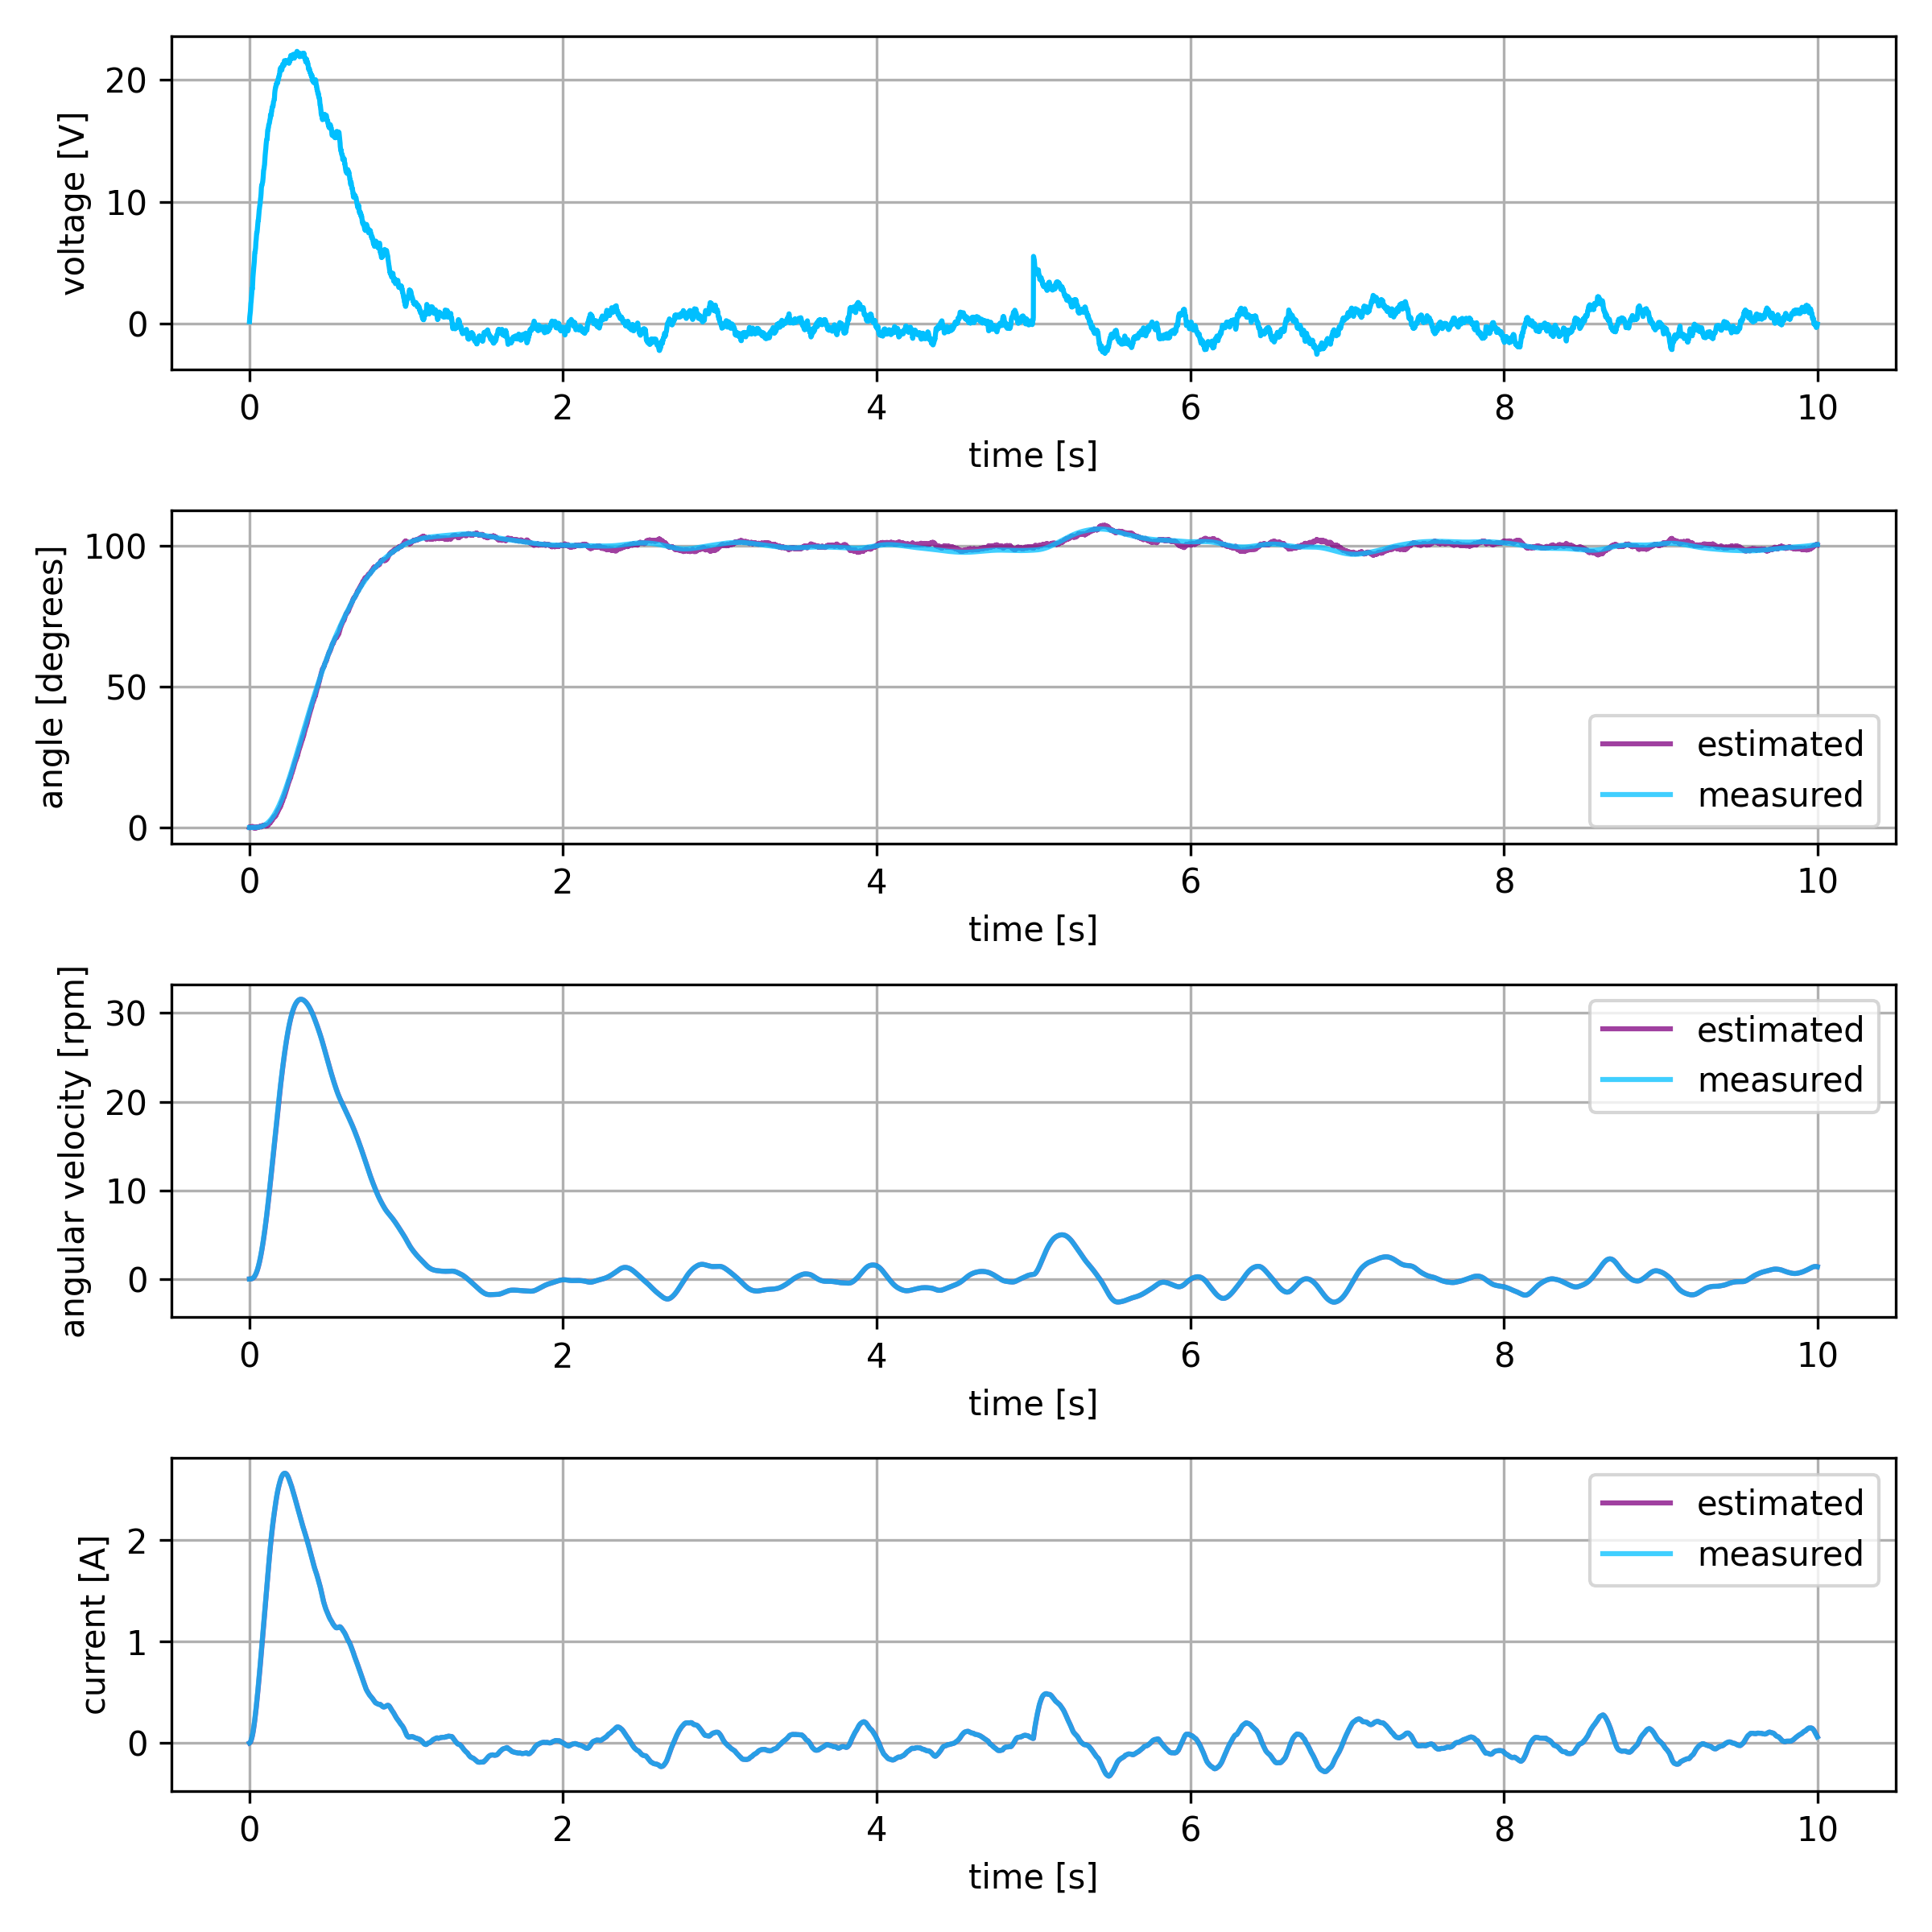 voltage [V]
20
10
0
0 2 4 6 8 10
time [s]
angle [degrees]
100
50
0
estimated
measured
0 2 4 6 8 10
time [s]
angular velocity [rpm]
30
20
10
0
estimated
measured
0 2 4 6 8 10
time [s]
current [A]
2
1
0
estimated
measured
0 2 4 6 8 10
time [s]